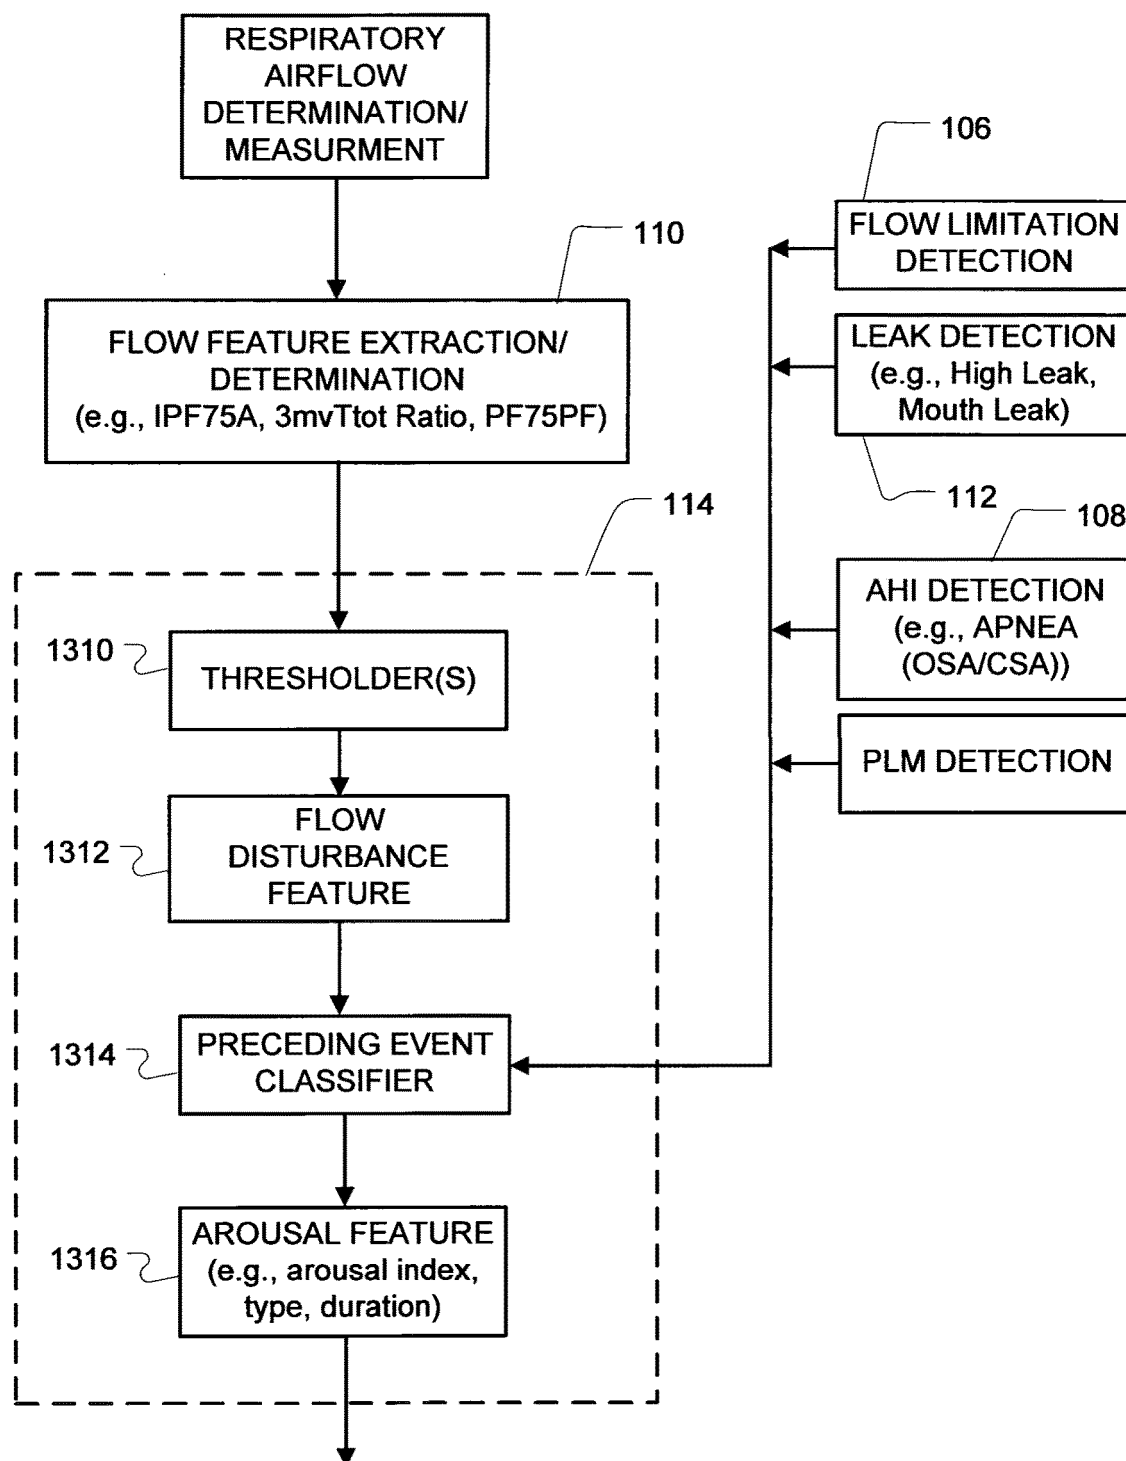 RESPIRATORY
AIRFLOW
DETERMINATION/
MEASURMENT
110
FLOW FEATURE EXTRACTION/
DETERMINATION
(e.g., IPF75A, 3mvTtot Ratio, PF75PF)
114
1310
THRESHOLDER(S)
1312
FLOW
DISTURBANCE
FEATURE
1314
PRECEDING EVENT
CLASSIFIER
1316
AROUSAL FEATURE
(e.g., arousal index,
type, duration)
106
FLOW LIMITATION
DETECTION
LEAK DETECTION
(e.g., High Leak,
Mouth Leak)
112
108
AHI DETECTION
(e.g., APNEA
(OSA/CSA))
PLM DETECTION